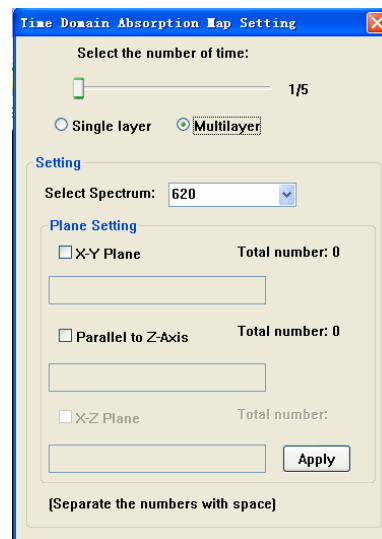 Time Domain Absorption Map Setting
Select the number of time:
1/5
Single layer Multilayer
Setting
Select Spectrum: 620
Plane Setting
X-Y Plane Total number: 0
Parallel to Z-Axis Total number: 0
X-Z Plane Total number:
Apply
(Separate the numbers with space)